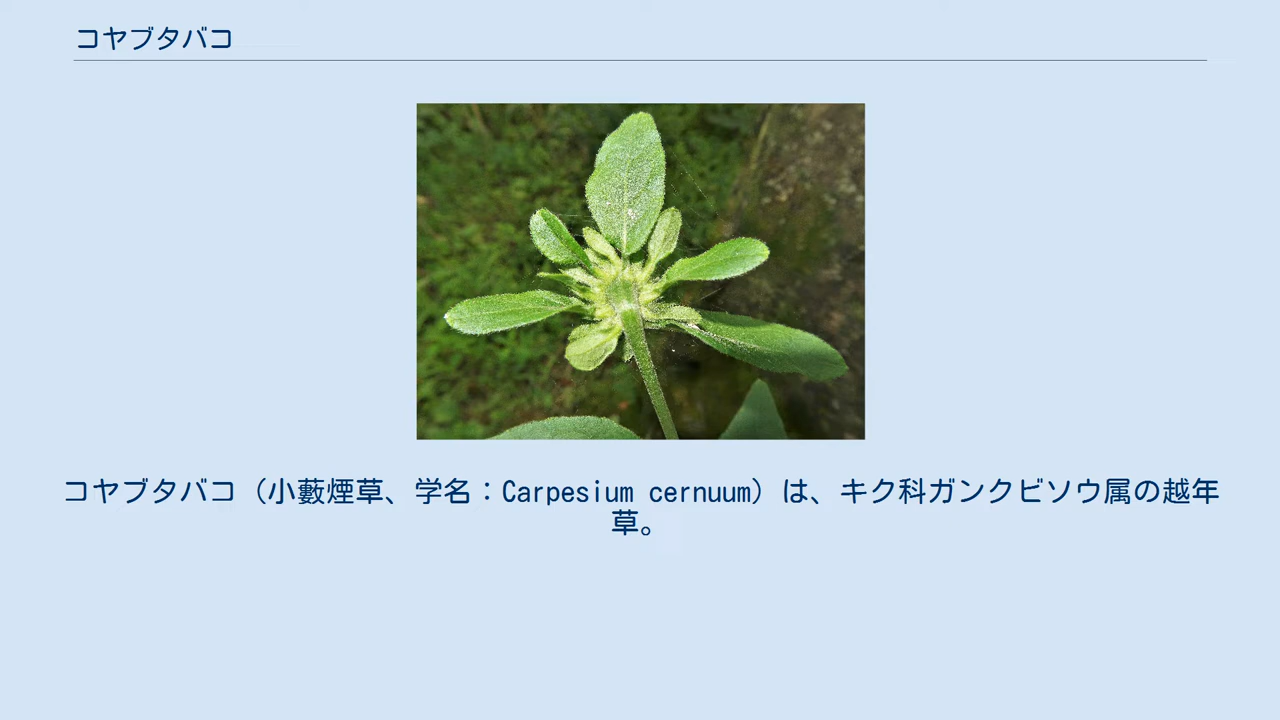 コヤブタバコ
コヤブタバコ（小藪煙草、学名：Carpesium cernuum）は、キク科ガンクビソウ属の越年
草。